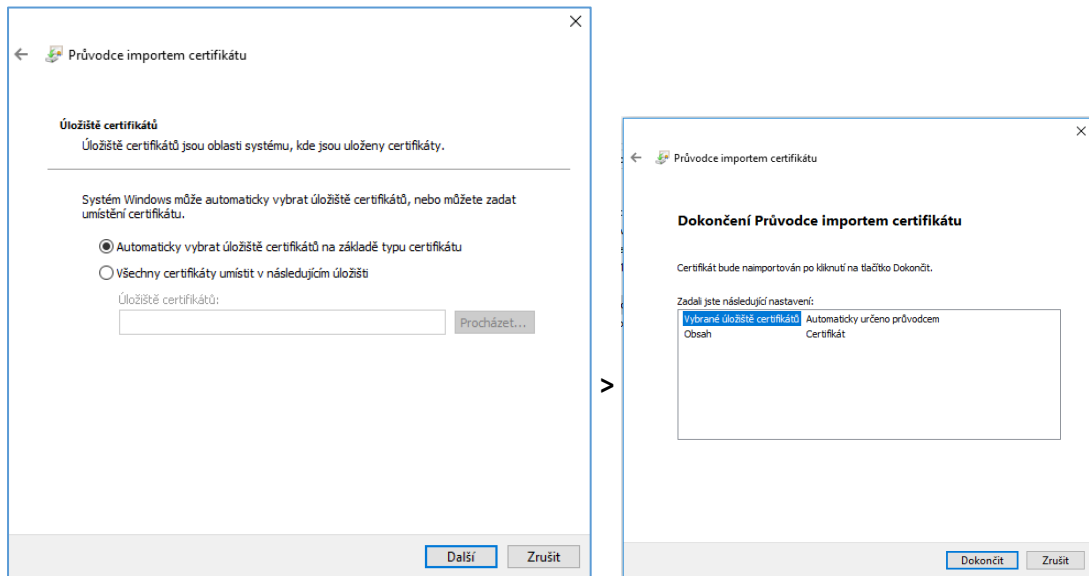 Průvodce importem certifikátu
Úložiště certifikátů
Úložiště certifikátů jsou oblasti systému, kde jsou uloženy certifikáty.
Systém Windows může automaticky vybrat úložiště certifikátů, nebo můžete zadat
umístění certifikátu.
Automaticky vybrat úložiště certifikátů na základě typu certifikátu
Všechny certifikáty umístit v následujícím úložišti
Úložiště certifikátů:
Procházet...
Další Zrušit
>
Průvodce importem certifikátu
Dokončení Průvodce importem certifikátu
Certifikát bude naimportován po kliknutí na tlačítko Dokončit.
Zadali jste následující nastavení:
Vybrané úložiště certifikátů Automaticky určeno průvodcem
Obsah Certifikát
Dokončit Zrušit